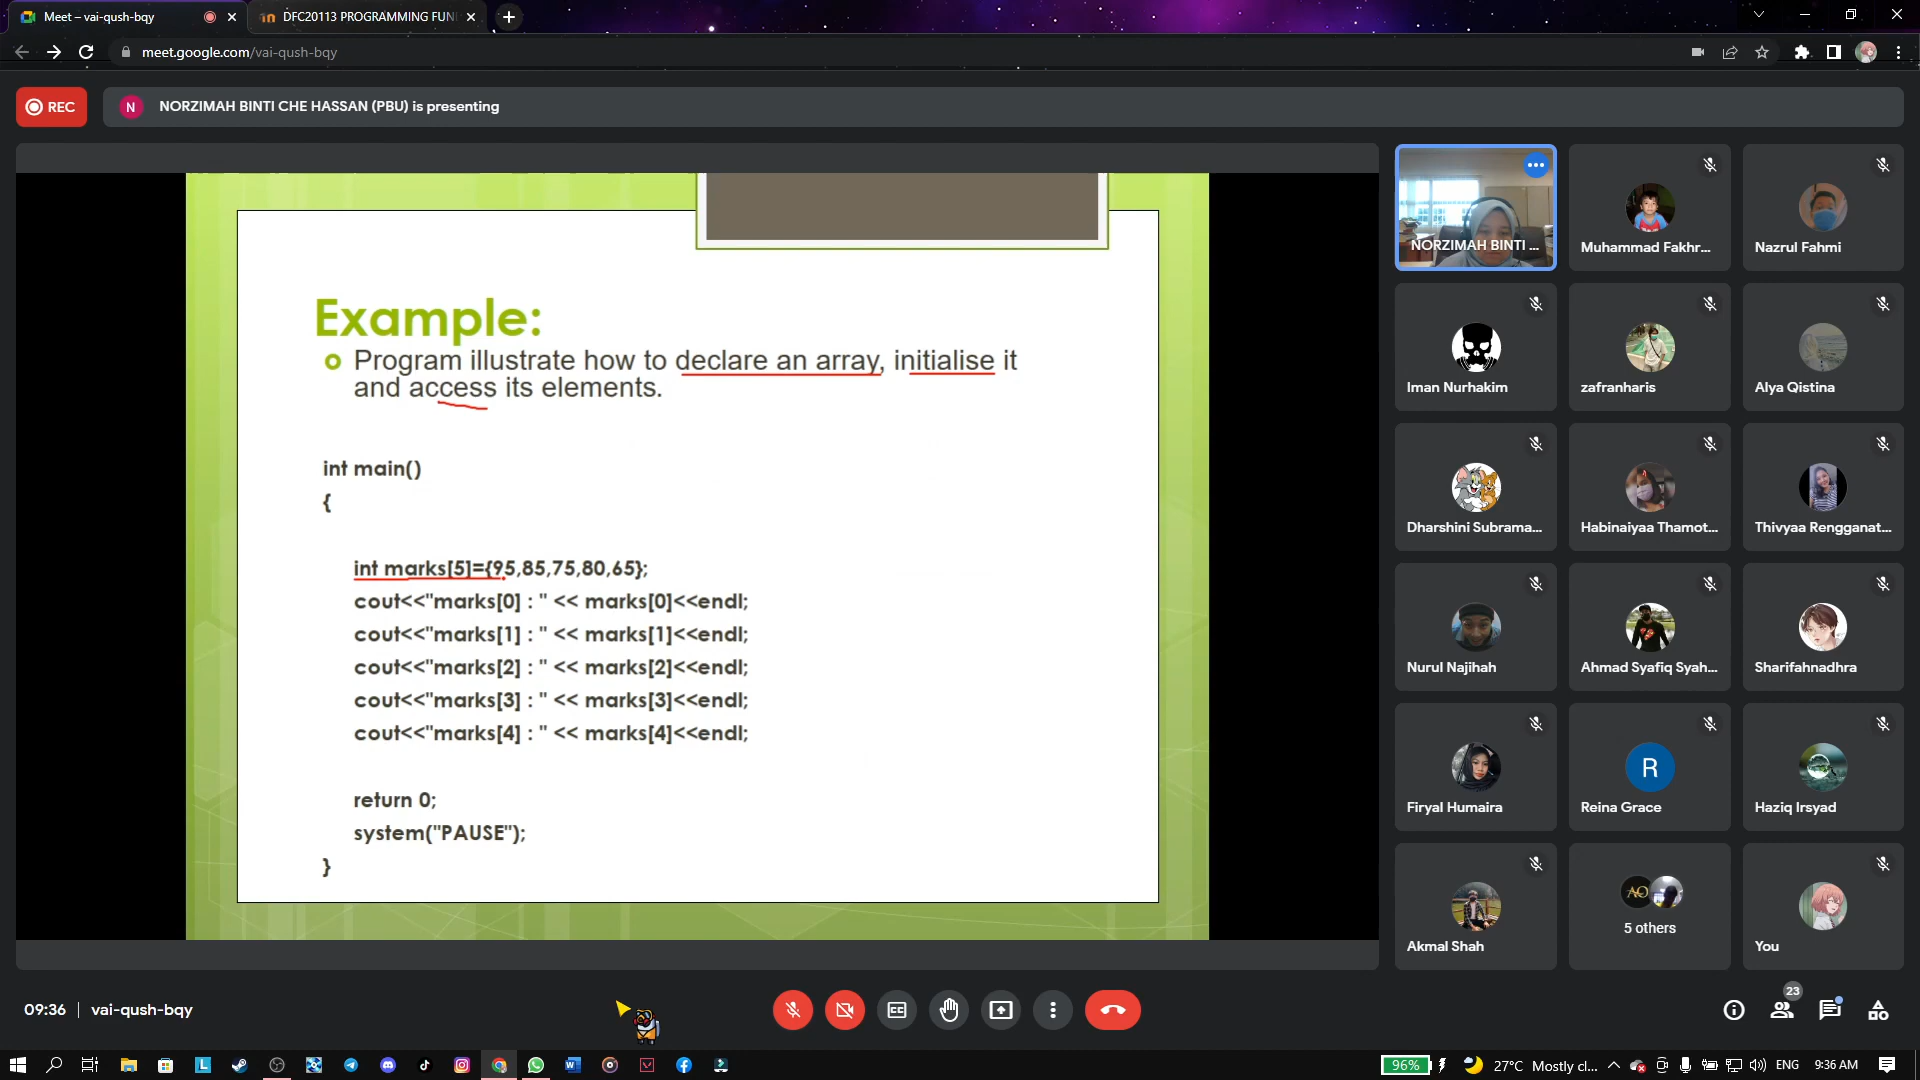 Meet – vai-qush-bqy
DFC20113 PROGRAMMING FUN
meet.google.com/vai-qush-bqy
REC
N
NORZIMAH BINTI CHE HASSAN (PBU) is presenting
Example:
Program illustrate how to declare an array, initialise it
and access its elements.
int main()
{
int marks[5]={95,85,75,80,65};
cout<<"marks[0] : " << marks[0]<<endl;
cout<<"marks[1] : " << marks[1]<<endl;
cout<<"marks[2] : " << marks[2]<<endl;
cout<<"marks[3] : " << marks[3]<<endl;
cout<<"marks[4] : " << marks[4]<<endl;
return 0;
system("PAUSE");
}
NORZIMAH BINTI ...
Muhammad Fakhr...
Nazrul Fahmi
Iman Nurhakim
zafranharis
Alya Qistina
Dharshini Subrama...
Habinaiyaa Thamot...
Thivyaa Rengganat...
Nurul Najihah
Ahmad Syafiq Syah...
Sharifahnadhra
Firyal Humaira
R
Reina Grace
Haziq Irsyad
Akmal Shah
AO
5 others
You
09:36 | vai-qush-bqy
23
96%
27°C Mostly cl...
ENG
9:36 AM